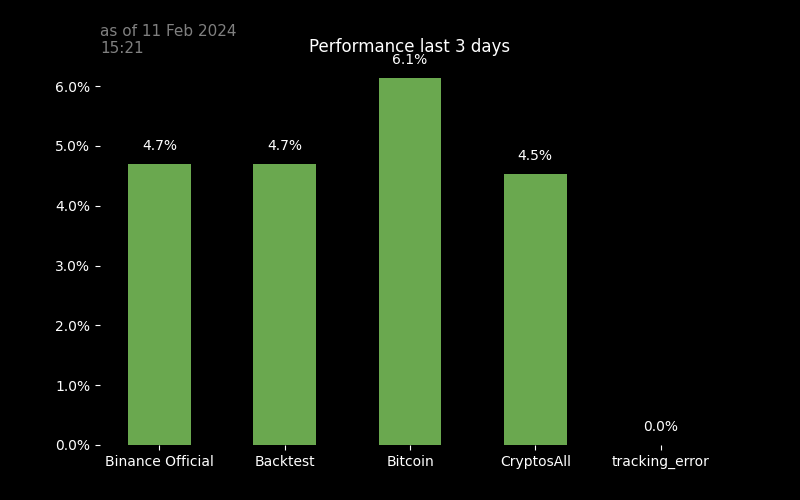 as of 11 Feb 2024
15:21
Performance last 3 days
6.1%
6.0%
5.0%
4.7%
4.7%
4.5%
4.0%
3.0%
2.0%
1.0%
0.0%
0.0%
Binance Official
Backtest
Bitcoin
CryptosAll
tracking_error